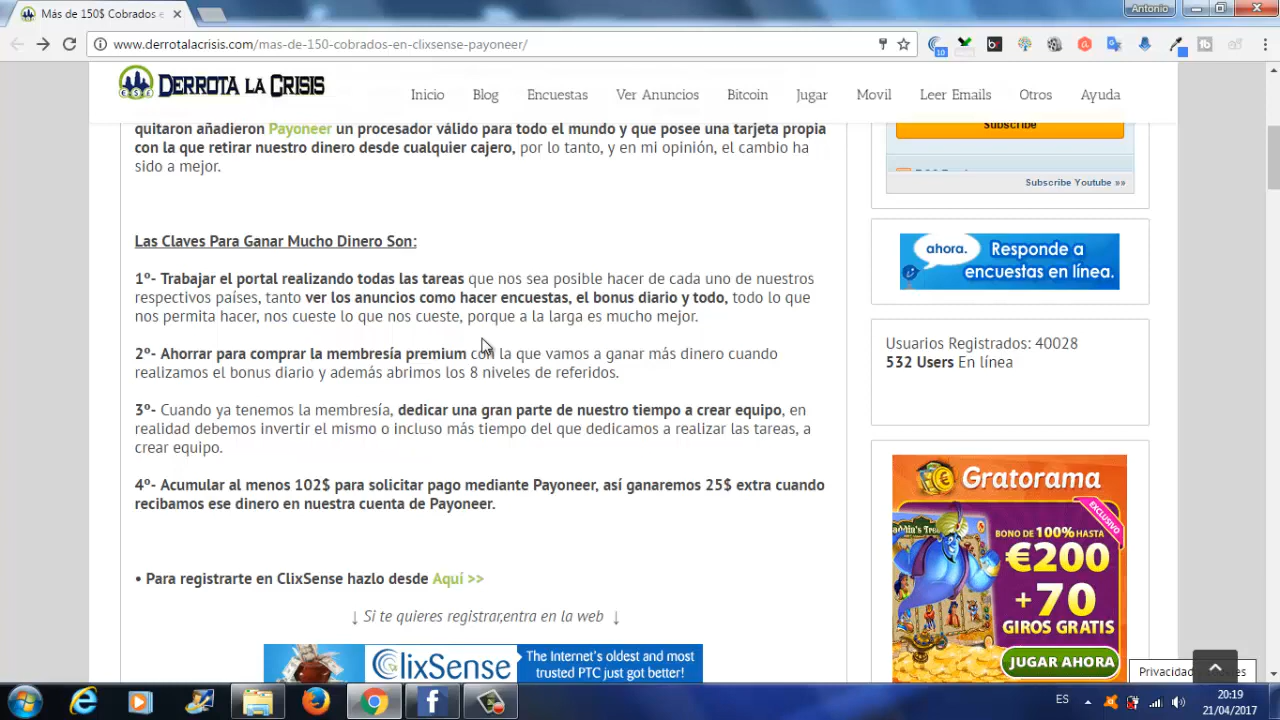 Más de 150$ Cobrados e
Antonio
www.derrotalacrisis.com/mas-de-150-cobrados-en-clixsense-payoneer/
10
DERROTA LA CRISIS
Inicio Blog Encuestas Ver Anuncios Bitcoin Jugar Movil Leer Emails Otros Ayuda
quitaron añadieron Payoneer un procesador válido para todo el mundo y que posee una tarjeta propia
con la que retirar nuestro dinero desde cualquier cajero, por lo tanto, y en mi opinión, el cambio ha
sido a mejor.
Las Claves Para Ganar Mucho Dinero Son:
1º- Trabajar el portal realizando todas las tareas que nos sea posible hacer de cada uno de nuestros
respectivos países, tanto ver los anuncios como hacer encuestas, el bonus diario y todo, todo lo que
nos permita hacer, nos cueste lo que nos cueste, porque a la larga es mucho mejor.
2º- Ahorrar para comprar la membresía premium con la que vamos a ganar más dinero cuando
realizamos el bonus diario y además abrimos los 8 niveles de referidos.
3º- Cuando ya tenemos la membresía, dedicar una gran parte de nuestro tiempo a crear equipo, en
realidad debemos invertir el mismo o incluso más tiempo del que dedicamos a realizar las tareas, a
crear equipo.
4º- Acumular al menos 102$ para solicitar pago mediante Payoneer, así ganaremos 25$ extra cuando
recibamos ese dinero en nuestra cuenta de Payoneer.
• Para registrarte en ClixSense hazlo desde Aquí >>
↓ Si te quieres registrar,entra en la web ↓
ClixSense The Internet's oldest and most
trusted PTC just got better!
Subscribe
Subscribe Youtube »»
ahora. Responde a
encuestas en línea.
Usuarios Registrados: 40028
532 Users En línea
Gratorama
EXCLUSIVO
BONO DE 100% HASTA
€200
+70
GIROS GRATIS
JUGAR AHORA
Privacidad
ES
20:19
21/04/2017